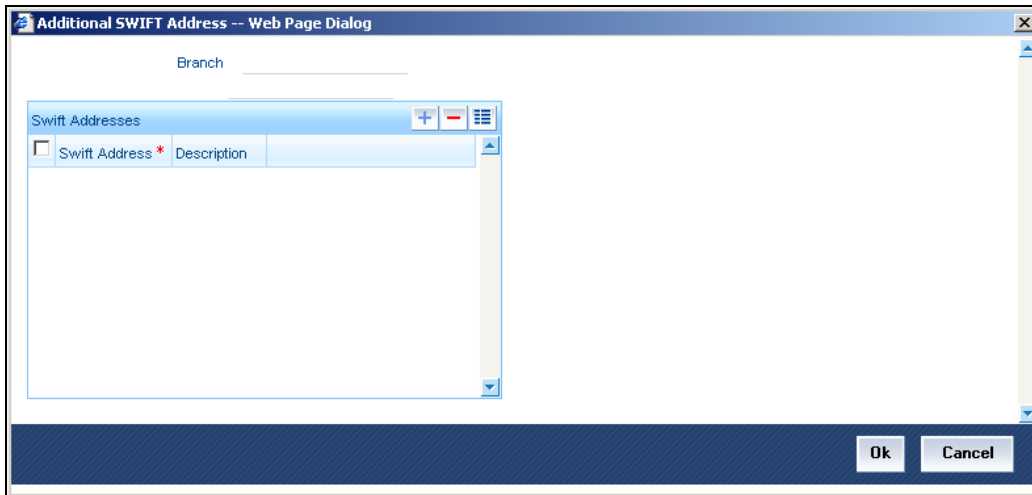 Additional SWIFT Address -- Web Page Dialog
Branch
Swift Addresses
Swift Address * Description
Ok Cancel